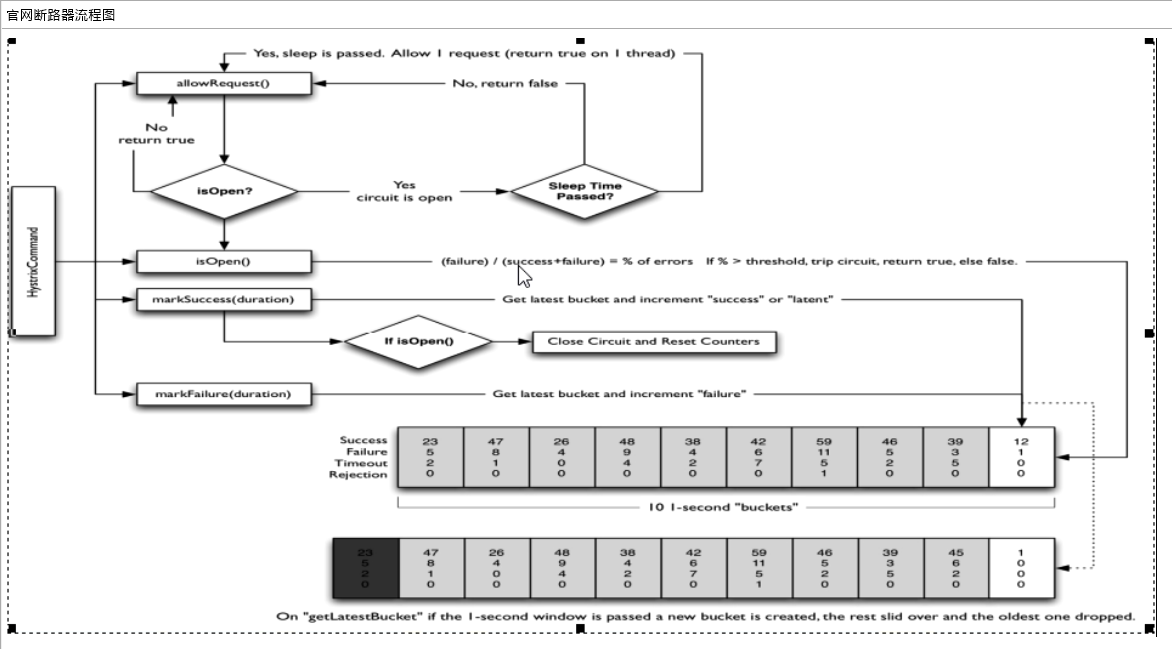 官网断路器流程图
Yes, sleep is passed. Allow 1 request (return true on 1 thread)
allowRequest()
No, return false
No
return true
isOpen?
Yes
circuit is open
Sleep Time
Passed?
HystrixCommand
isOpen()
(failure) / (success+failure) = % of errors If % > threshold, trip circuit, return true, else false.
markSuccess(duration)
Get latest bucket and increment "success" or "latent"
If isOpen()
Close Circuit and Reset Counters
markFailure(duration)
Get latest bucket and increment "failure"
Success 23 47 26 48 38 42 59 46 39 12
Failure 5 8 4 9 4 6 11 5 3 1
Timeout 2 1 0 4 2 7 5 2 5 0
Rejection 0 0 0 0 0 0 1 0 0 0
10 1-second "buckets"
23 47 26 48 38 42 59 46 39 45 1
5 8 4 9 4 6 11 5 3 6 0
2 1 0 4 2 7 5 2 5 2 0
0 0 0 0 0 0 1 0 0 0 0
On "getLatestBucket" if the 1-second window is passed a new bucket is created, the rest slid over and the oldest one dropped.